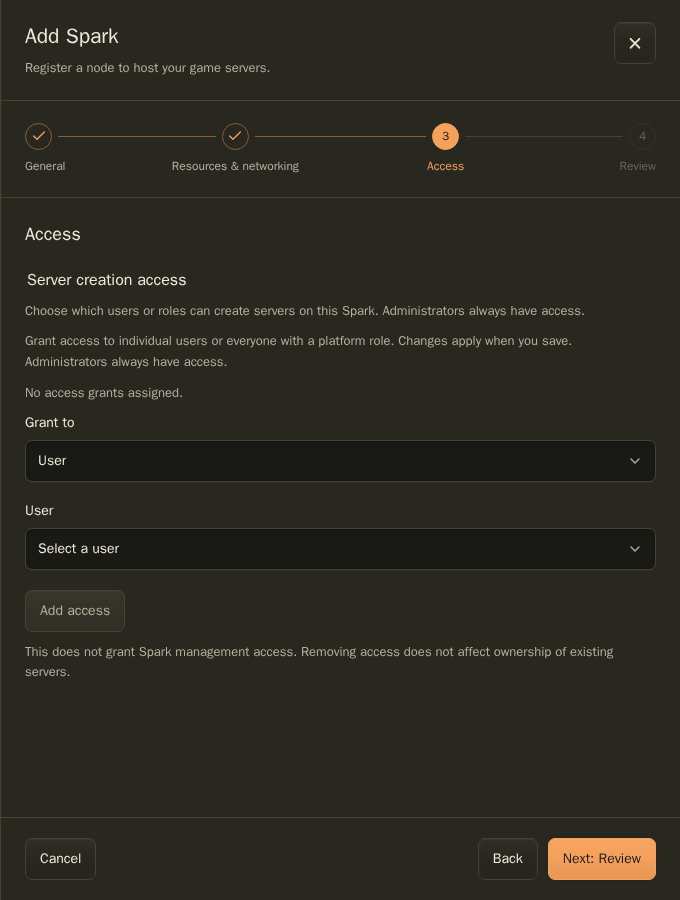 Add Spark
Register a node to host your game servers.
3
4
General
Resources & networking
Access
Review
Access
Server creation access
Choose which users or roles can create servers on this Spark. Administrators always have access.
Grant access to individual users or everyone with a platform role. Changes apply when you save.
Administrators always have access.
No access grants assigned.
Grant to
User
User
Select a user
Add access
This does not grant Spark management access. Removing access does not affect ownership of existing
servers.
Cancel
Back
Next: Review